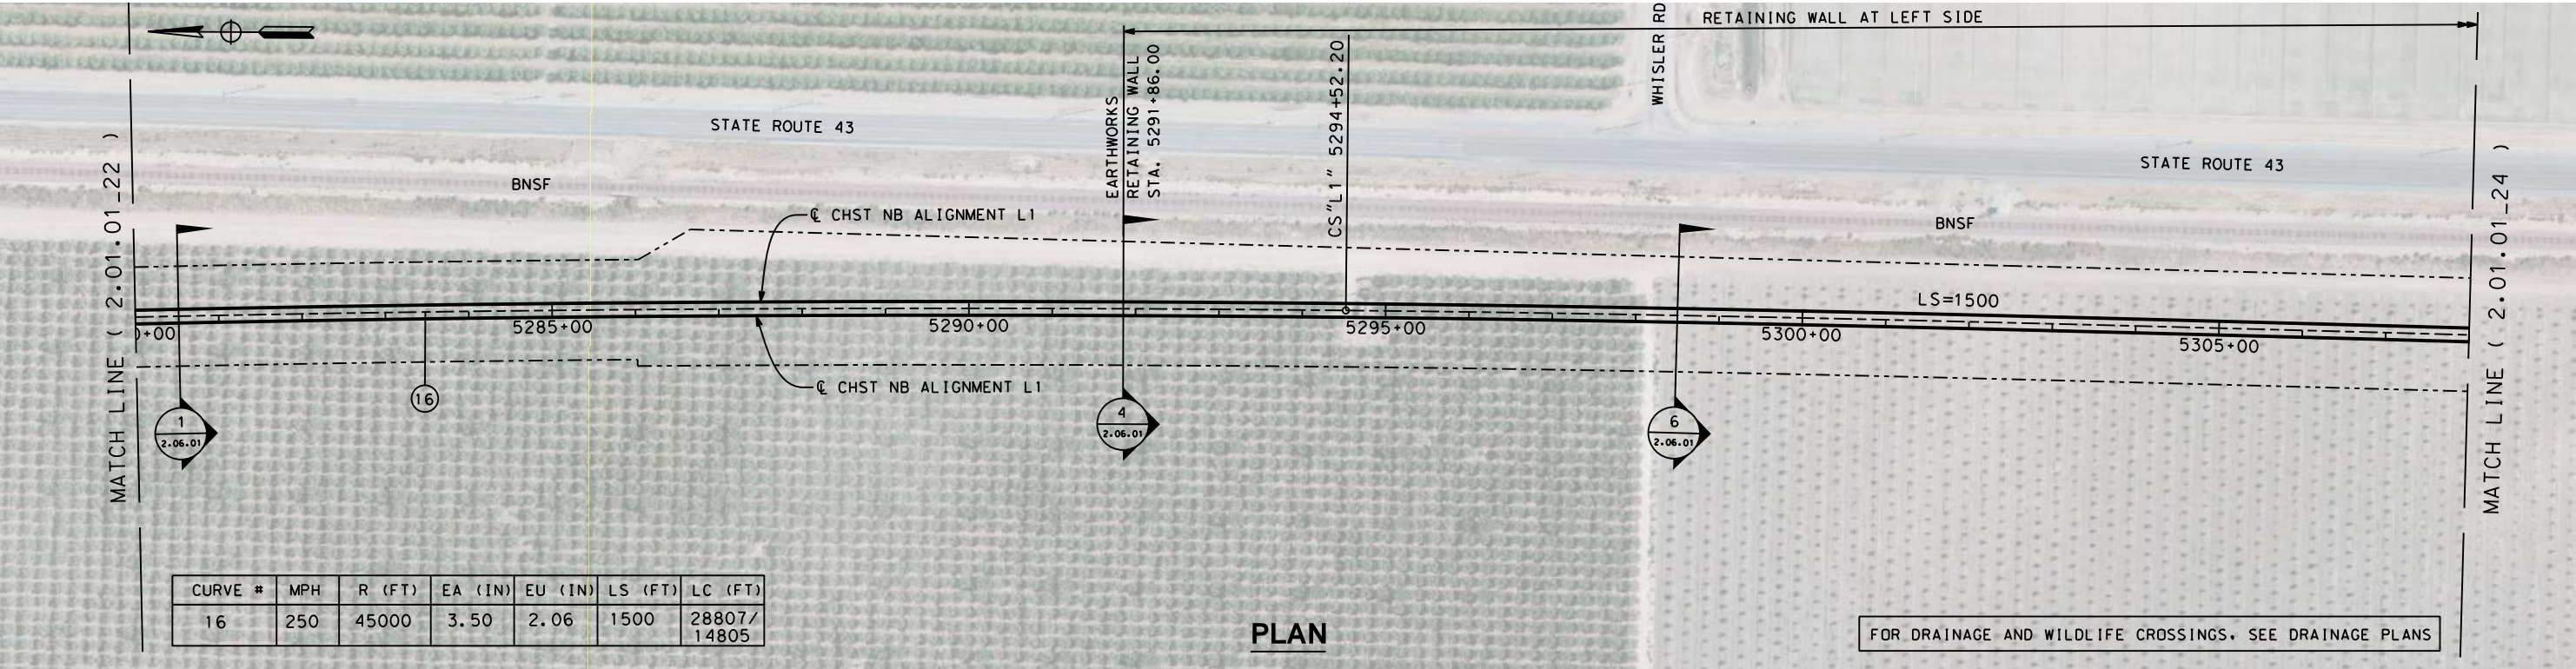 RETAINING WALL AT LEFT SIDE
WHISLER RD
EARTHWORKS
RETAINING WALL
STA. 5291+86.00
CS"L1" 5294+52.20
STATE ROUTE 43
STATE ROUTE 43
BNSF
BNSF
MATCH LINE ( 2.01.01_22 )
MATCH LINE ( 2.01.01_24 )
℄ CHST NB ALIGNMENT L1
LS=1500
0+00
5285+00
5290+00
5295+00
5300+00
5305+00
℄ CHST NB ALIGNMENT L1
16
1
2.06.01
4
2.06.01
6
2.06.01
CURVE # MPH R (FT) EA (IN) EU (IN) LS (FT) LC (FT)
16 250 45000 3.50 2.06 1500 28807/
14805
PLAN
FOR DRAINAGE AND WILDLIFE CROSSINGS, SEE DRAINAGE PLANS